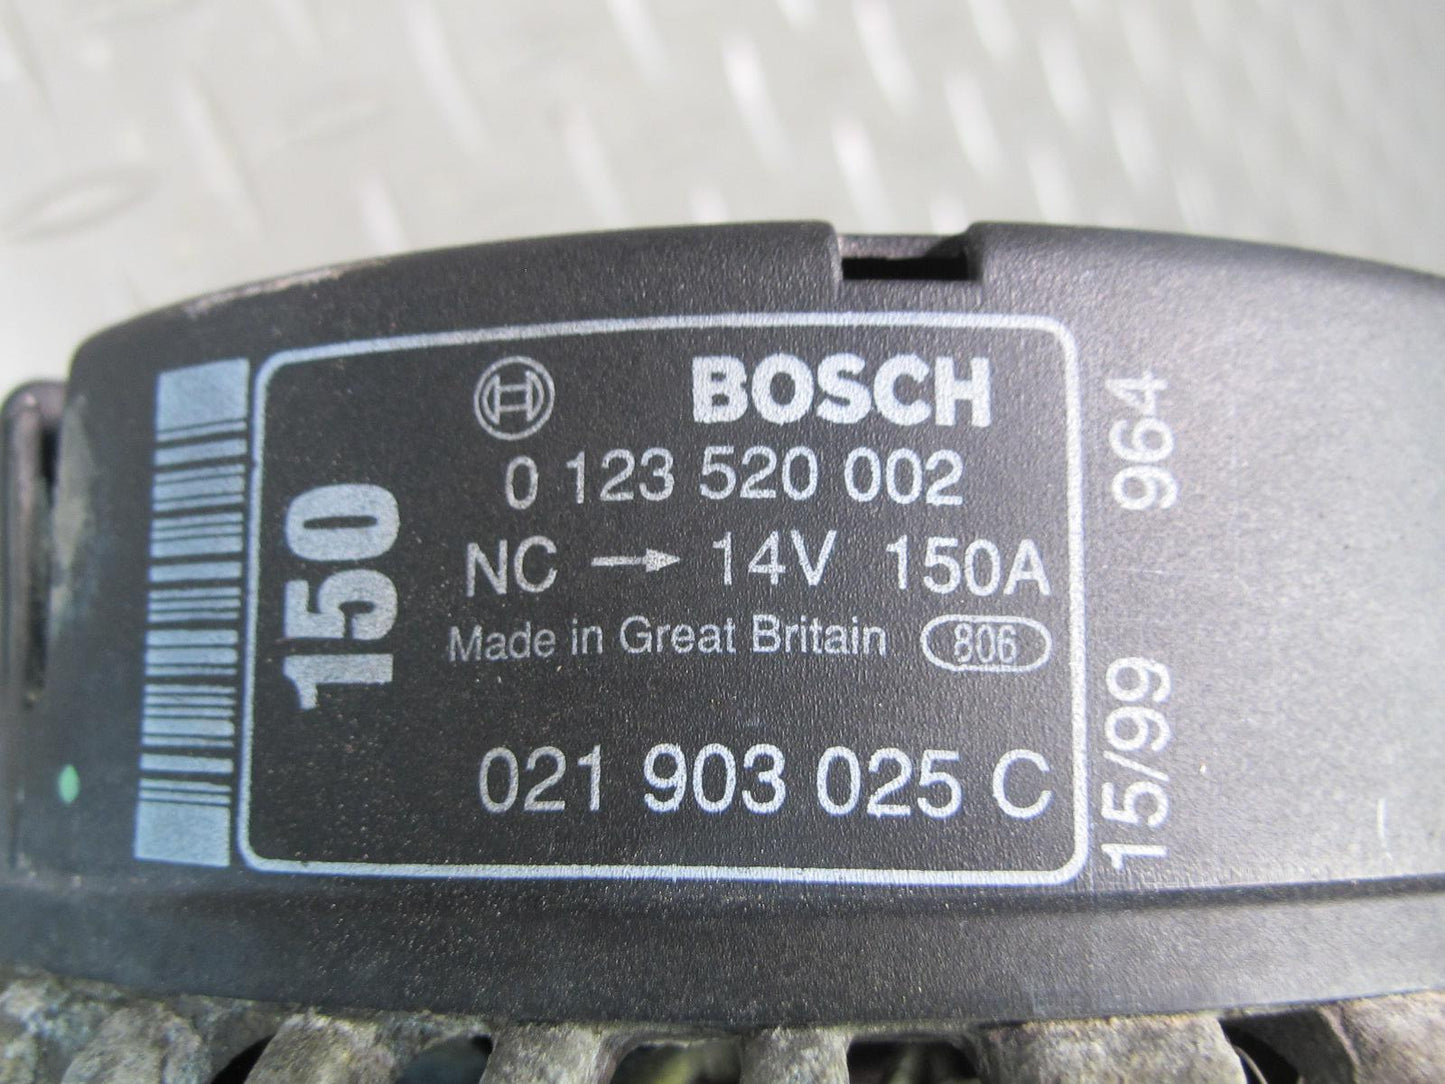 BOSCH
0 123 520 002
NC → 14V 150A
Made in Great Britain 806
021 903 025 C
150
15/99 964